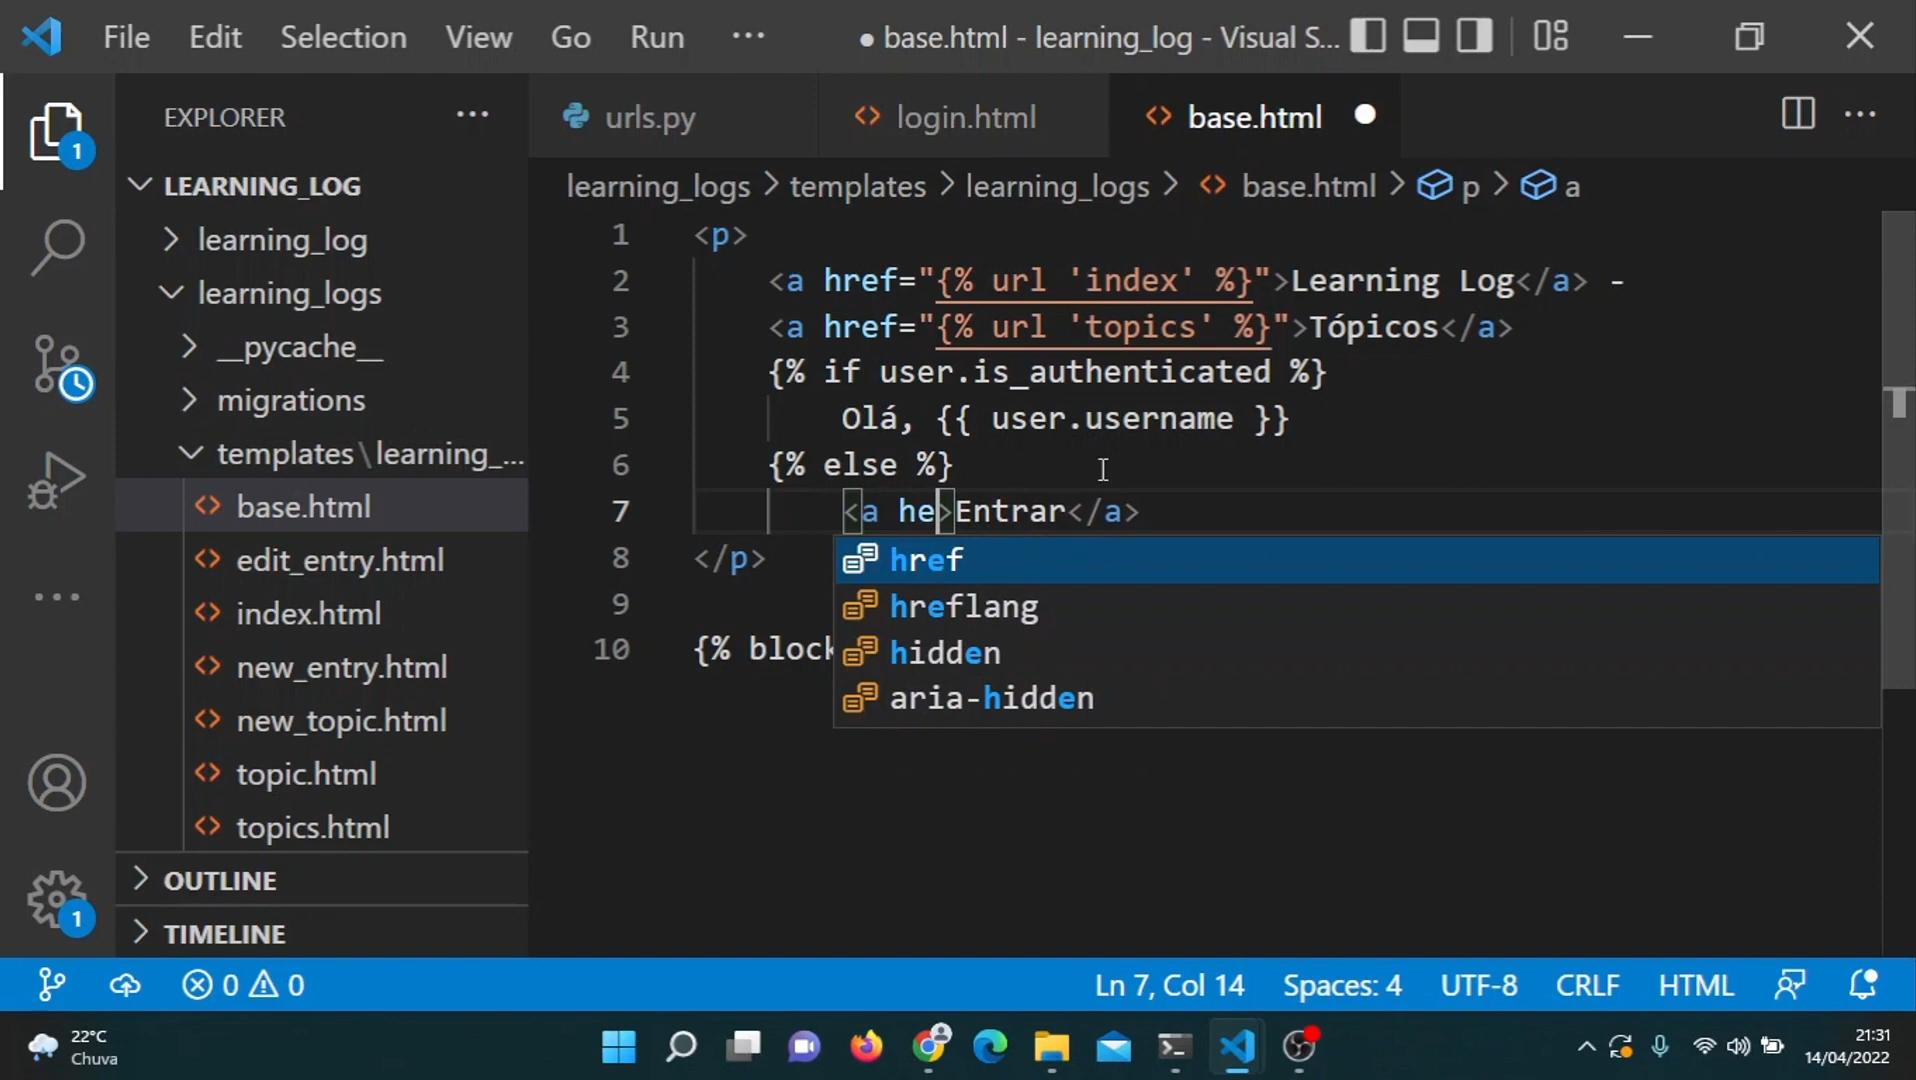 File Edit Selection View Go Run ··· ● base.html - learning_log - Visual S...
EXPLORER ···
urls.py login.html base.html ● ···
LEARNING_LOG
learning_log
learning_logs
__pycache__
migrations
templates\learning_...
base.html
edit_entry.html
index.html
new_entry.html
new_topic.html
topic.html
topics.html
OUTLINE
TIMELINE
1
1
learning_logs > templates > learning_logs > base.html > p > a
1 <p>
2 <a href="{% url 'index' %}">Learning Log</a> -
3 <a href="{% url 'topics' %}">Tópicos</a>
4 {% if user.is_authenticated %}
5 Olá, {{ user.username }}
6 {% else %}
7 <a he>Entrar</a>
8 </p>
9
10 {% block
href
hreflang
hidden
aria-hidden
0 0 Ln 7, Col 14 Spaces: 4 UTF-8 CRLF HTML
22°C
Chuva
21:31
14/04/2022